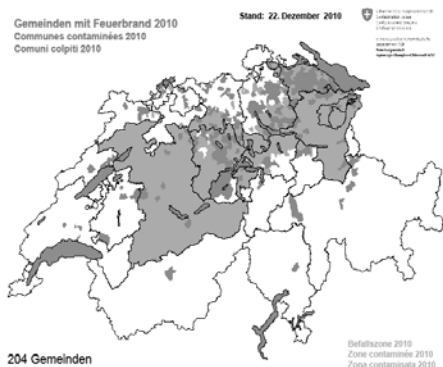 Gemeinden mit Feuerbrand 2010
Communes contaminées 2010
Comuni colpiti 2010
Stand: 22. Dezember 2010
204 Gemeinden
Befallszone 2010
Zone contaminée 2010
Zona contaminata 2010